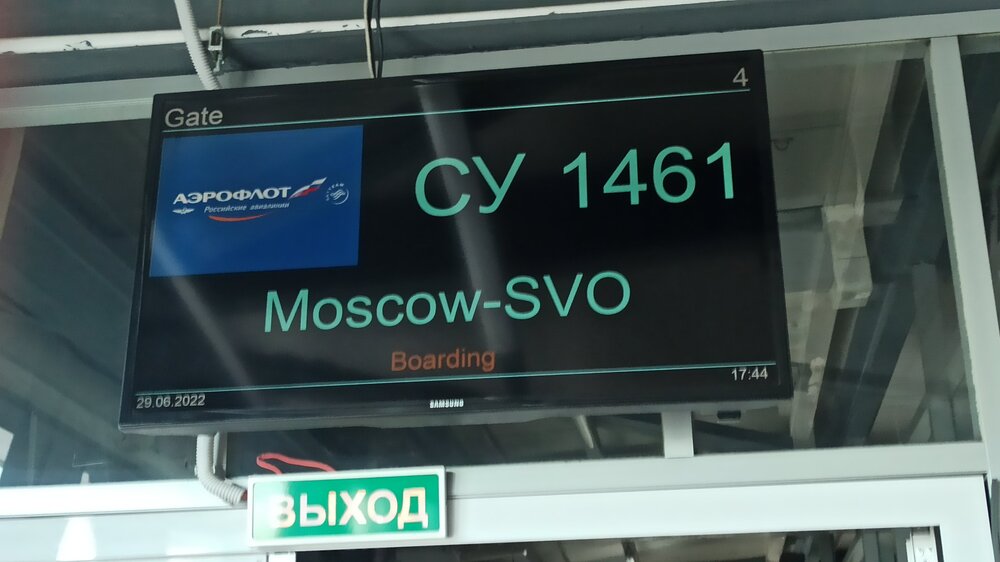 Gate 4
АЭРОФЛОТ
Российские авиалинии
СУ 1461
Moscow-SVO
Boarding
29.06.2022 17:44
SAMSUNG
ВЫХОД